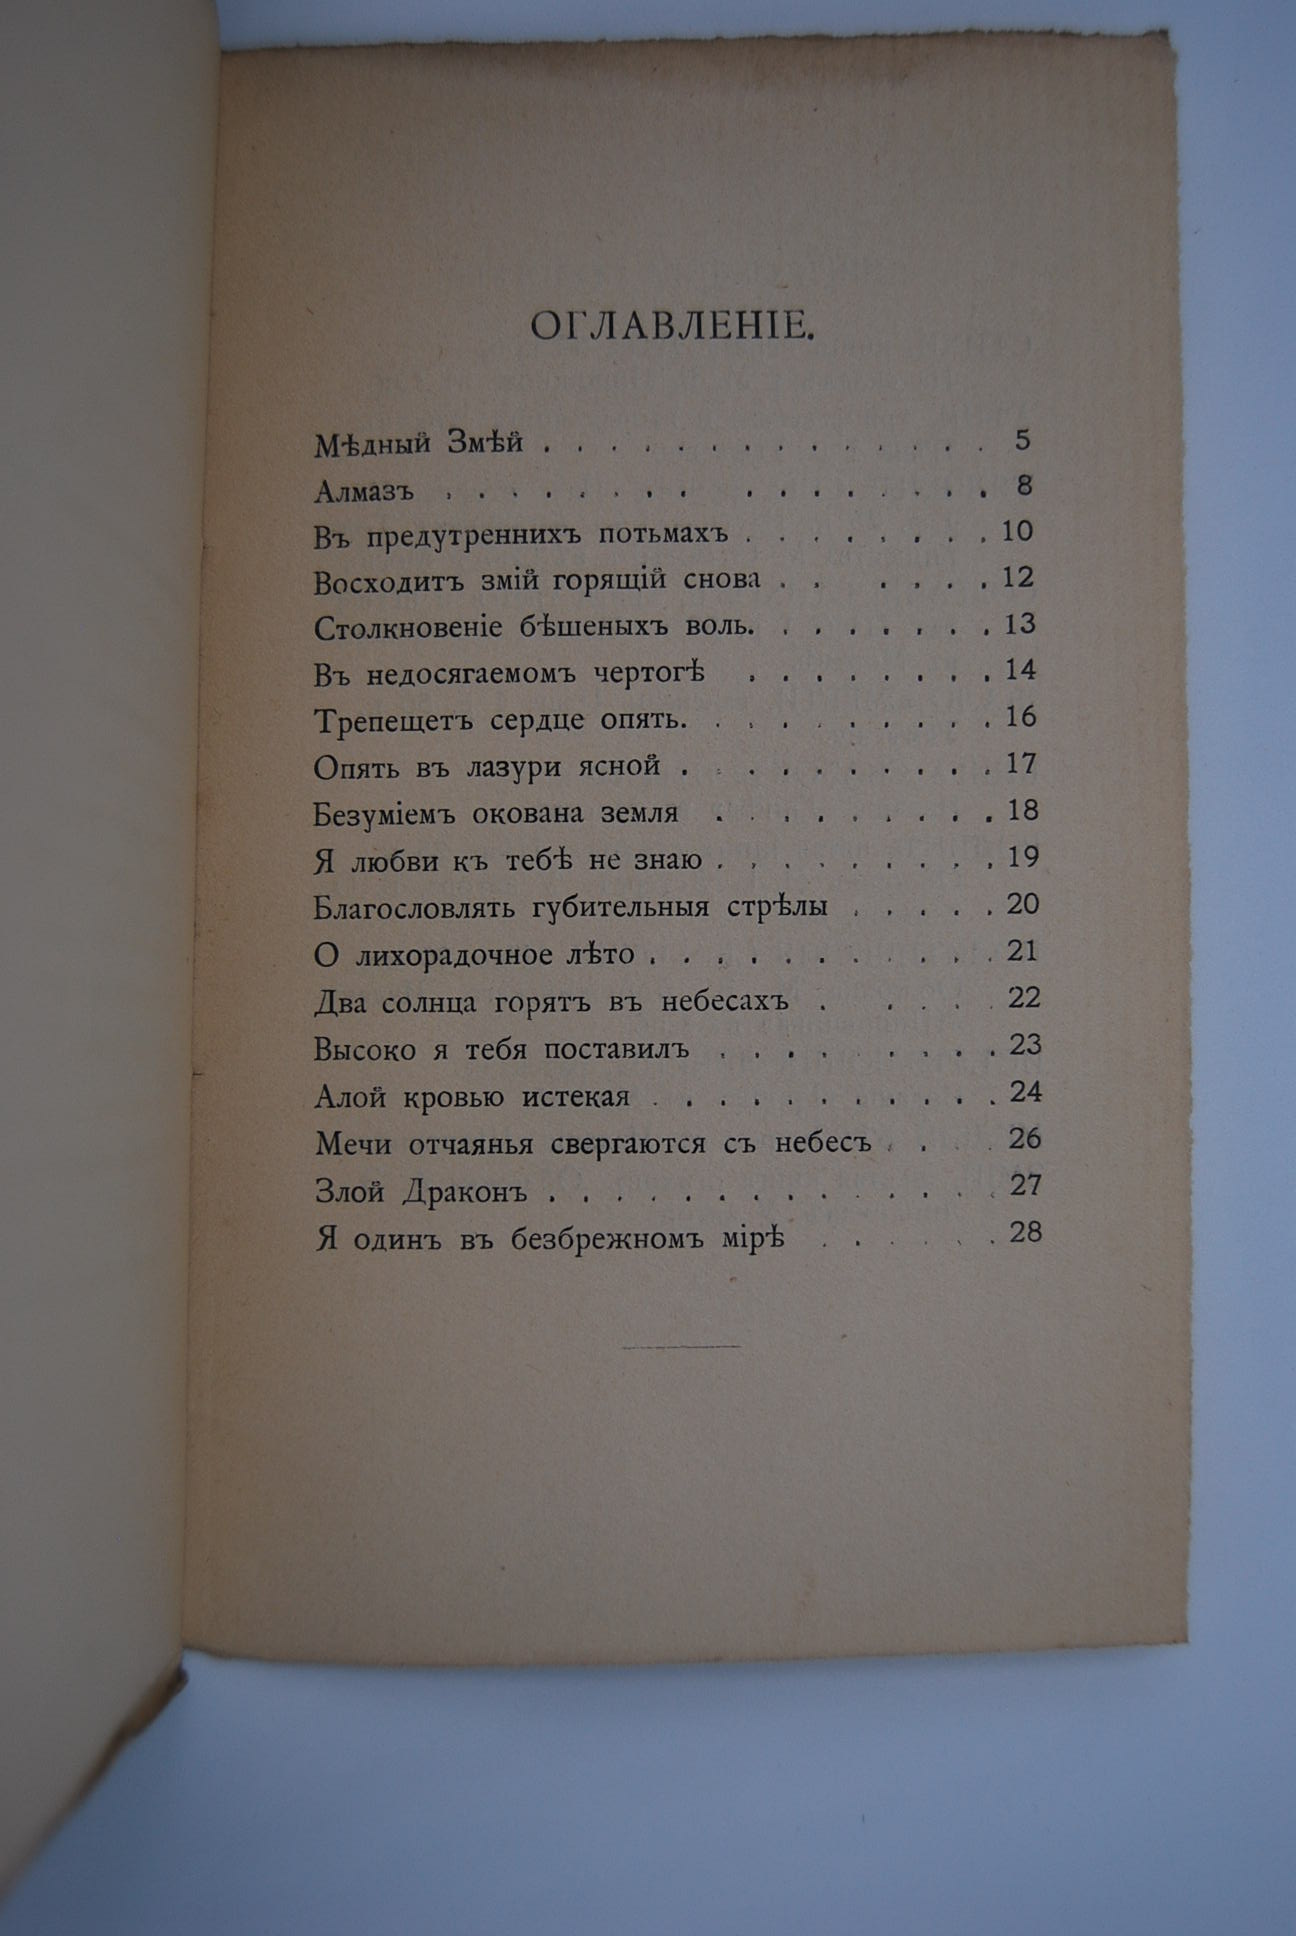 ОГЛАВЛЕНІЕ.
Мѣдный Змѣй . . . . . . . . . . . . . . 5
Алмазъ . . . . . . . . . . . . . . . . 8
Въ предутреннихъ потьмахъ . . . . . . . . 10
Восходитъ змій горящій снова . . . . . . 12
Столкновеніе бѣшеныхъ воль. . . . . . . . 13
Въ недосягаемомъ чертогѣ . . . . . . . . 14
Трепещетъ сердце опять. . . . . . . . . . 16
Опять въ лазури ясной . . . . . . . . . . 17
Безуміемъ окована земля . . . . . . . . . 18
Я любви къ тебѣ не знаю . . . . . . . . . 19
Благословлять губительныя стрѣлы . . . . . 20
О лихорадочное лѣто . . . . . . . . . . . 21
Два солнца горятъ въ небесахъ . . . . . 22
Высоко я тебя поставилъ . . . . . . . . . 23
Алой кровью истекая . . . . . . . . . . . 24
Мечи отчаянья свергаются съ небесъ . . . . 26
Злой Драконъ . . . . . . . . . . . . . . 27
Я одинъ въ безбрежномъ мірѣ . . . . . . 28